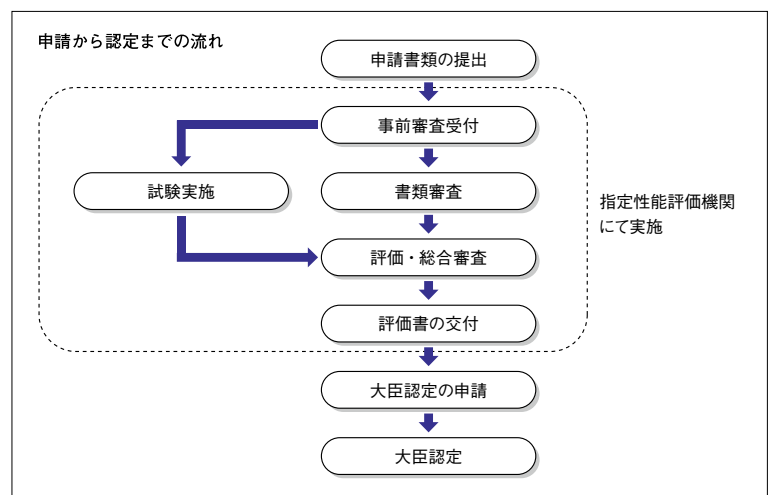 申請から認定までの流れ
申請書類の提出
事前審査受付
試験実施
書類審査
指定性能評価機関
にて実施
評価・総合審査
評価書の交付
大臣認定の申請
大臣認定